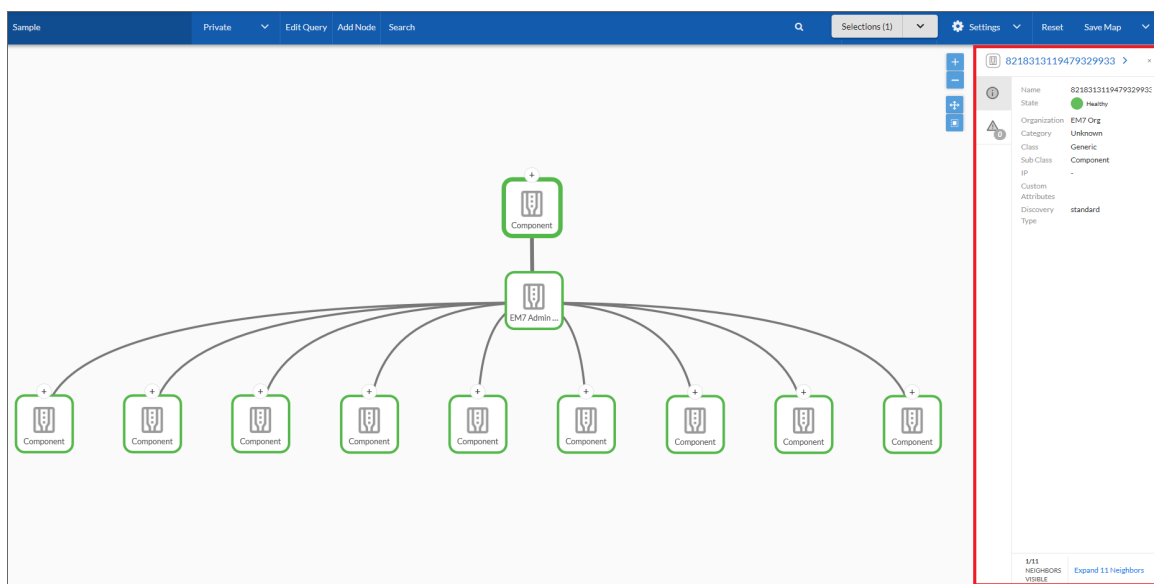 Sample Private Edit Query Add Node Search Selections (1) Settings Reset Save Map
8218313119479329933
Name 8218313119479329933
State Healthy
Organization EM7 Org
Category Unknown
Class Generic
Sub Class Component
IP -
Custom
Attributes
Discovery standard
Type
0
+
Component
EM7 Admin ...
+ + + + + + + + +
Component Component Component Component Component Component Component Component Component
1/11
NEIGHBORS
VISIBLE
Expand 11 Neighbors